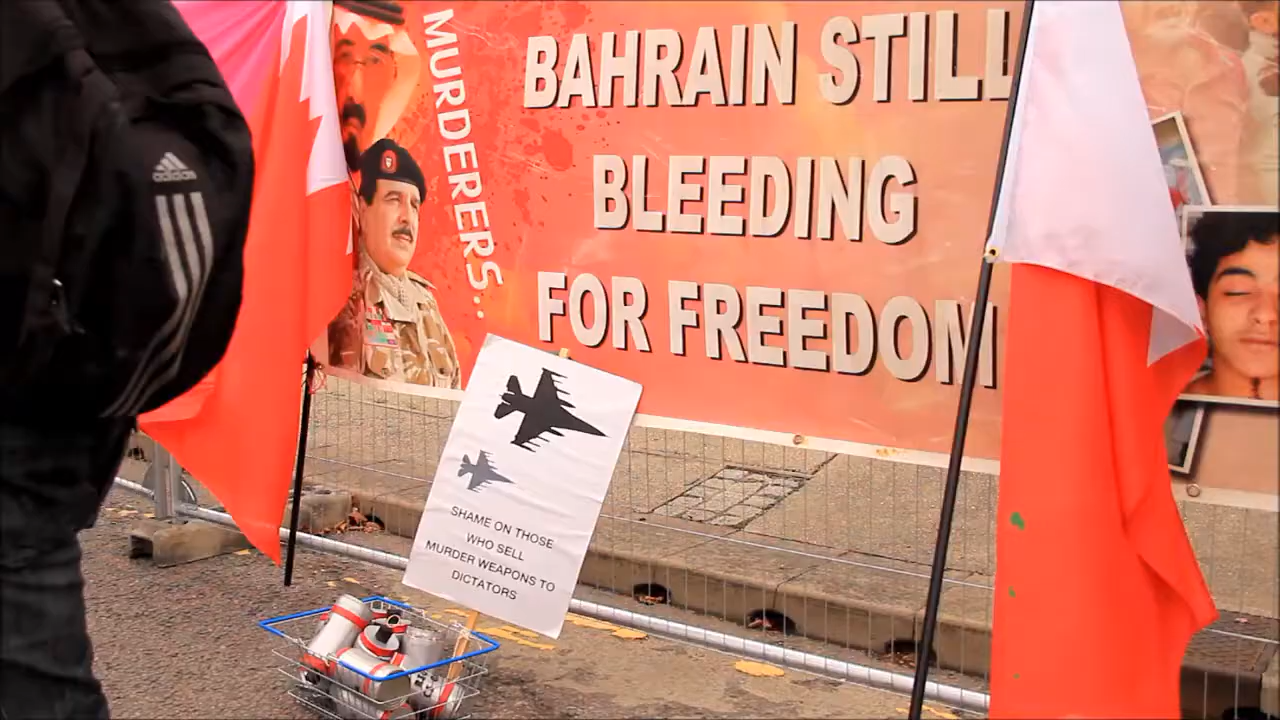 adidas
MURDERERS..
BAHRAIN STILL
BLEEDING
FOR FREEDOM
SHAME ON THOSE
WHO SELL
MURDER WEAPONS TO
DICTATORS